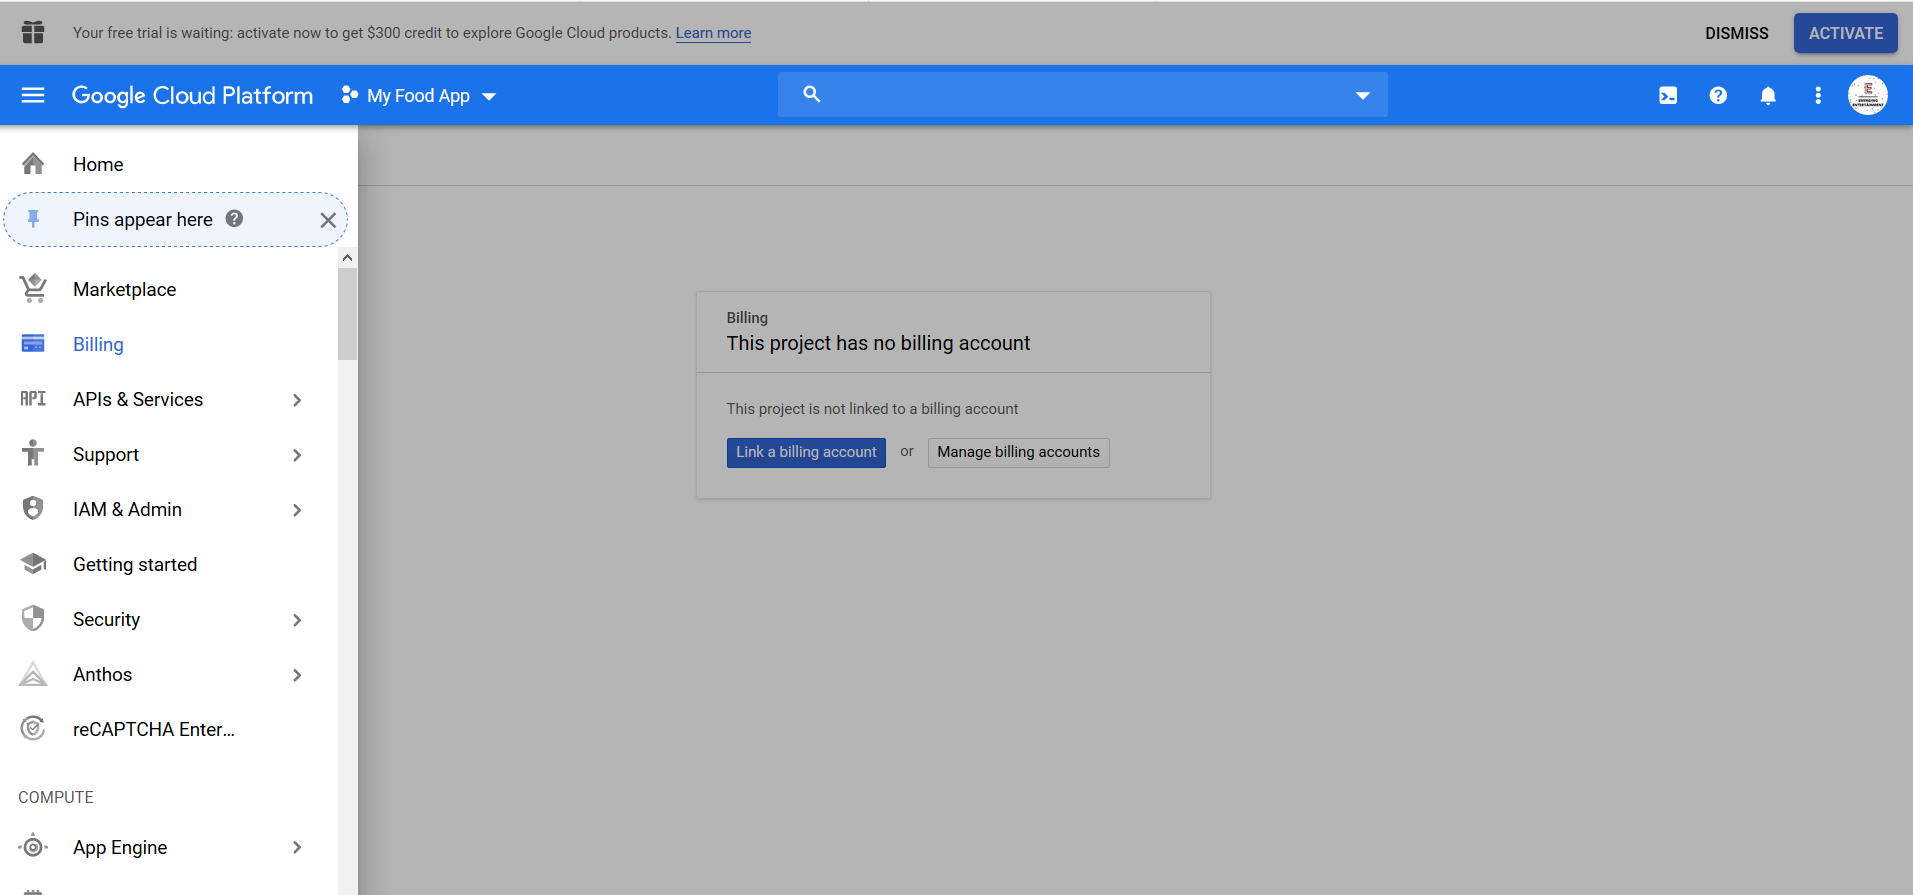 Your free trial is waiting: activate now to get $300 credit to explore Google Cloud products. Learn more
DISMISS
ACTIVATE
Google Cloud Platform
My Food App
Home
Pins appear here
Marketplace
Billing
API APIs & Services
Support
IAM & Admin
Getting started
Security
Anthos
reCAPTCHA Enter...
COMPUTE
App Engine
Billing
This project has no billing account
This project is not linked to a billing account
Link a billing account or Manage billing accounts